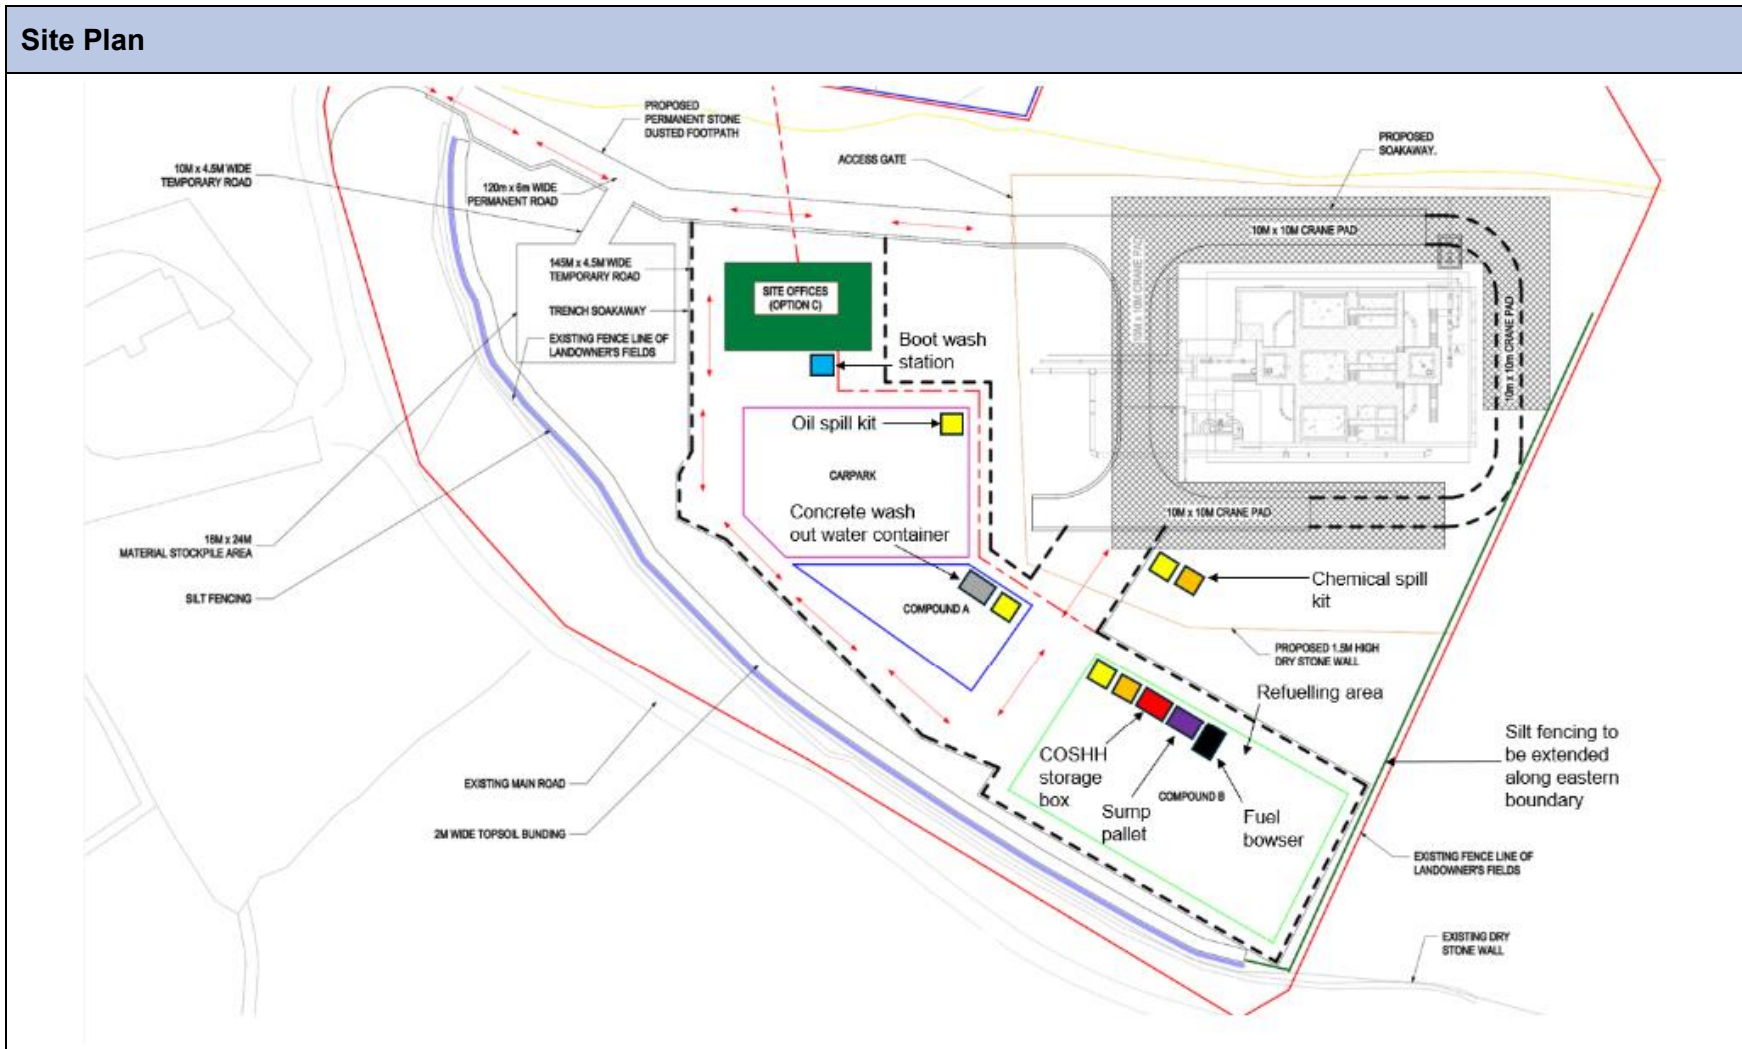 Site Plan
PROPOSED
PERMANENT STONE
DUSTED FOOTPATH
PROPOSED
SOAKAWAY.
ACCESS GATE
10M x 4.5M WIDE
TEMPORARY ROAD
120m x 6m WIDE
PERMANENT ROAD
10M x 10M CRANE PAD
10M x 10M CRANE PAD
10m x 10m CRANE PAD
145M x 4.5M WIDE
TEMPORARY ROAD
TRENCH SOAKAWAY
EXISTING FENCE LINE OF
LANDOWNER'S FIELDS
SITE OFFICES
(OPTION C)
Boot wash
station
Oil spill kit
CARPARK
Concrete wash
out water container
10M x 10M CRANE PAD
18M x 24M
MATERIAL STOCKPILE AREA
SILT FENCING
COMPOUND A
Chemical spill
kit
PROPOSED 1.5M HIGH
DRY STONE WALL
Refuelling area
COSHH
storage
box
Sump
pallet
COMPOUND B
Fuel
bowser
Silt fencing to
be extended
along eastern
boundary
EXISTING MAIN ROAD
2M WIDE TOPSOIL BUNDING
EXISTING FENCE LINE OF
LANDOWNER'S FIELDS
EXISTING DRY
STONE WALL